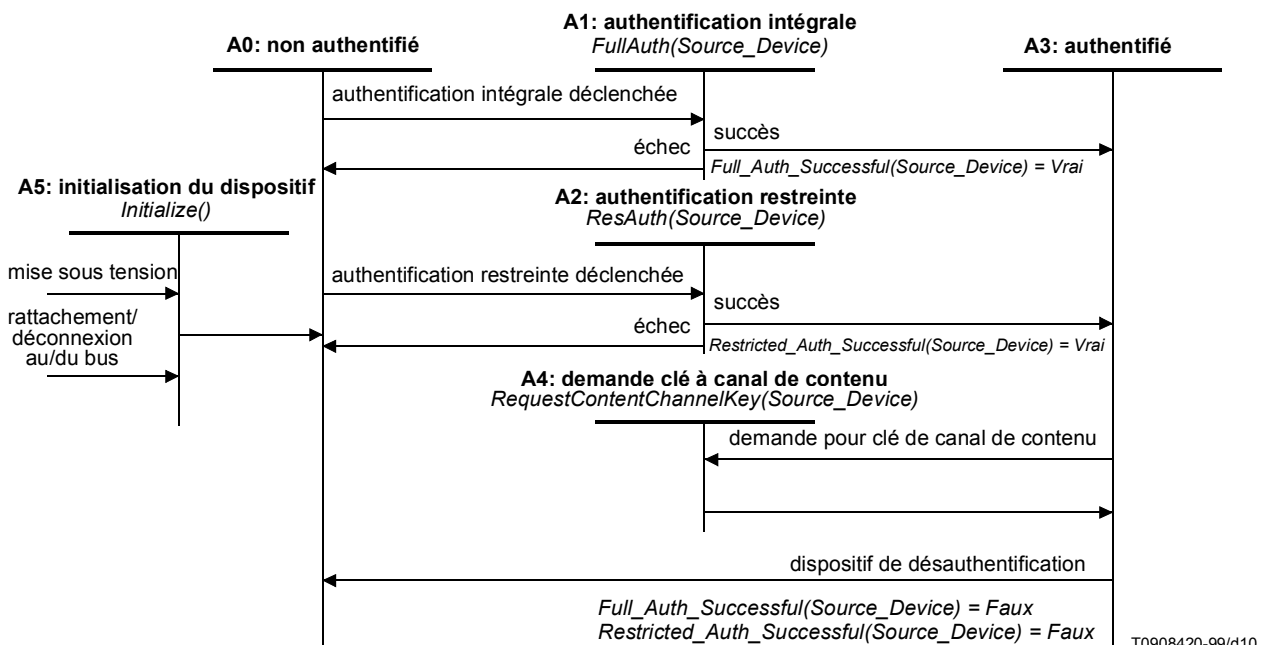 A1: authentification intégrale
FullAuth(Source_Device)
A0: non authentifié
A3: authentifié
authentification intégrale déclenchée
échec
succès
Full_Auth_Successful(Source_Device) = Vrai
A5: initialisation du dispositif
Initialize()
A2: authentification restreinte
ResAuth(Source_Device)
mise sous tension
authentification restreinte déclenchée
rattachement/
déconnexion
au/du bus
échec
succès
Restricted_Auth_Successful(Source_Device) = Vrai
A4: demande clé à canal de contenu
RequestContentChannelKey(Source_Device)
demande pour clé de canal de contenu
dispositif de désauthentification
Full_Auth_Successful(Source_Device) = Faux
Restricted_Auth_Successful(Source_Device) = Faux
T0908420-99/d10